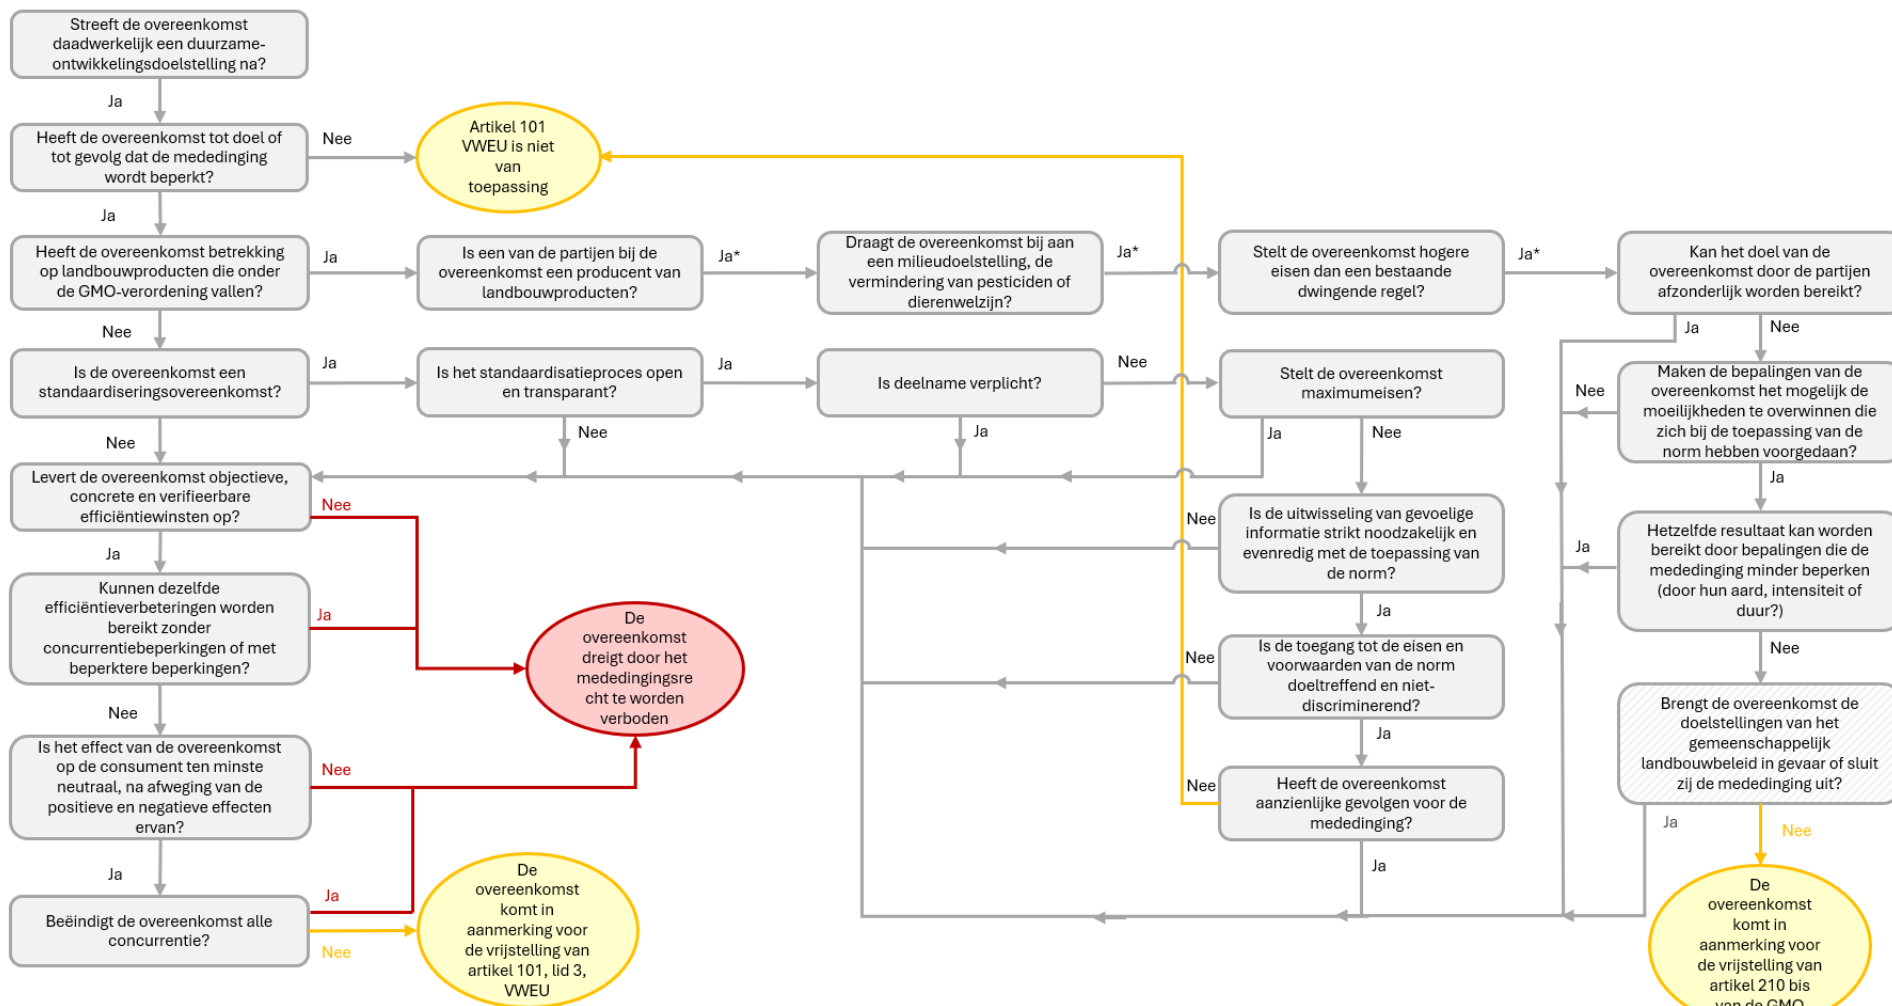 Streeft de overeenkomst
daadwerkelijk een duurzame-
ontwikkelingsdoelstelling na?
Ja
Heeft de overeenkomst tot doel of
tot gevolg dat de mededinging
wordt beperkt?
Nee
Artikel 101
VWEU is niet
van
toepassing
Ja
Heeft de overeenkomst betrekking
op landbouwproducten die onder
de GMO-verordening vallen?
Ja
Is een van de partijen bij de
overeenkomst een producent van
landbouwproducten?
Ja*
Draagt de overeenkomst bij aan
een milieudoelstelling, de
vermindering van pesticiden of
dierenwelzijn?
Ja*
Stelt de overeenkomst hogere
eisen dan een bestaande
dwingende regel?
Ja*
Kan het doel van de
overeenkomst door de partijen
afzonderlijk worden bereikt?
Nee
Ja
Nee
Is de overeenkomst een
standaardiseringsovereenkomst?
Ja
Is het standaardisatieproces open
en transparant?
Ja
Is deelname verplicht?
Nee
Stelt de overeenkomst
maximumeisen?
Maken de bepalingen van de
overeenkomst het mogelijk de
moeilijkheden te overwinnen die
zich bij de toepassing van de
norm hebben voorgedaan?
Nee
Nee
Nee
Ja
Ja
Nee
Ja
Levert de overeenkomst objectieve,
concrete en verifieerbare
efficiëntiewinsten op?
Nee
Is de uitwisseling van gevoelige
informatie strikt noodzakelijk en
evenredig met de toepassing van
de norm?
Nee
Hetzelfde resultaat kan worden
bereikt door bepalingen die de
mededinging minder beperken
(door hun aard, intensiteit of
duur?)
Ja
Ja
Kunnen dezelfde
efficiëntieverbeteringen worden
bereikt zonder
concurrentiebeperkingen of met
beperktere beperkingen?
Ja
De
overeenkomst
dreigt door het
mededingingsre
cht te worden
verboden
Ja
Is de toegang tot de eisen en
voorwaarden van de norm
doeltreffend en niet-
discriminerend?
Nee
Nee
Nee
Brengt de overeenkomst de
doelstellingen van het
gemeenschappelijk
landbouwbeleid in gevaar of sluit
zij de mededinging uit?
Ja
Is het effect van de overeenkomst
op de consument ten minste
neutraal, na afweging van de
positieve en negatieve effecten
ervan?
Nee
Heeft de overeenkomst
aanzienlijke gevolgen voor de
mededinging?
Nee
Ja
Nee
Ja
Ja
Beëindigt de overeenkomst alle
concurrentie?
Ja
Nee
De
overeenkomst
komt in
aanmerking voor
de vrijstelling van
artikel 101, lid 3,
VWEU
De
overeenkomst
komt in
aanmerking voor
de vrijstelling van
artikel 210 bis
van de GMO